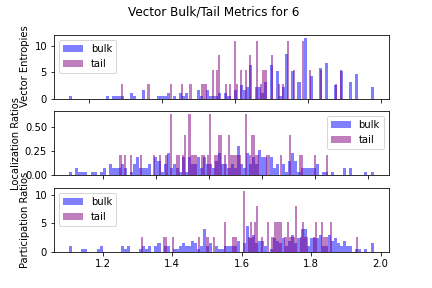 Vector Bulk/Tail Metrics for 6
Vector Entropies
10
5
0
bulk
tail
Localization Ratios
0.50
0.25
0.00
bulk
tail
Participation Ratios
10
5
0
bulk
tail
1.2
1.4
1.6
1.8
2.0